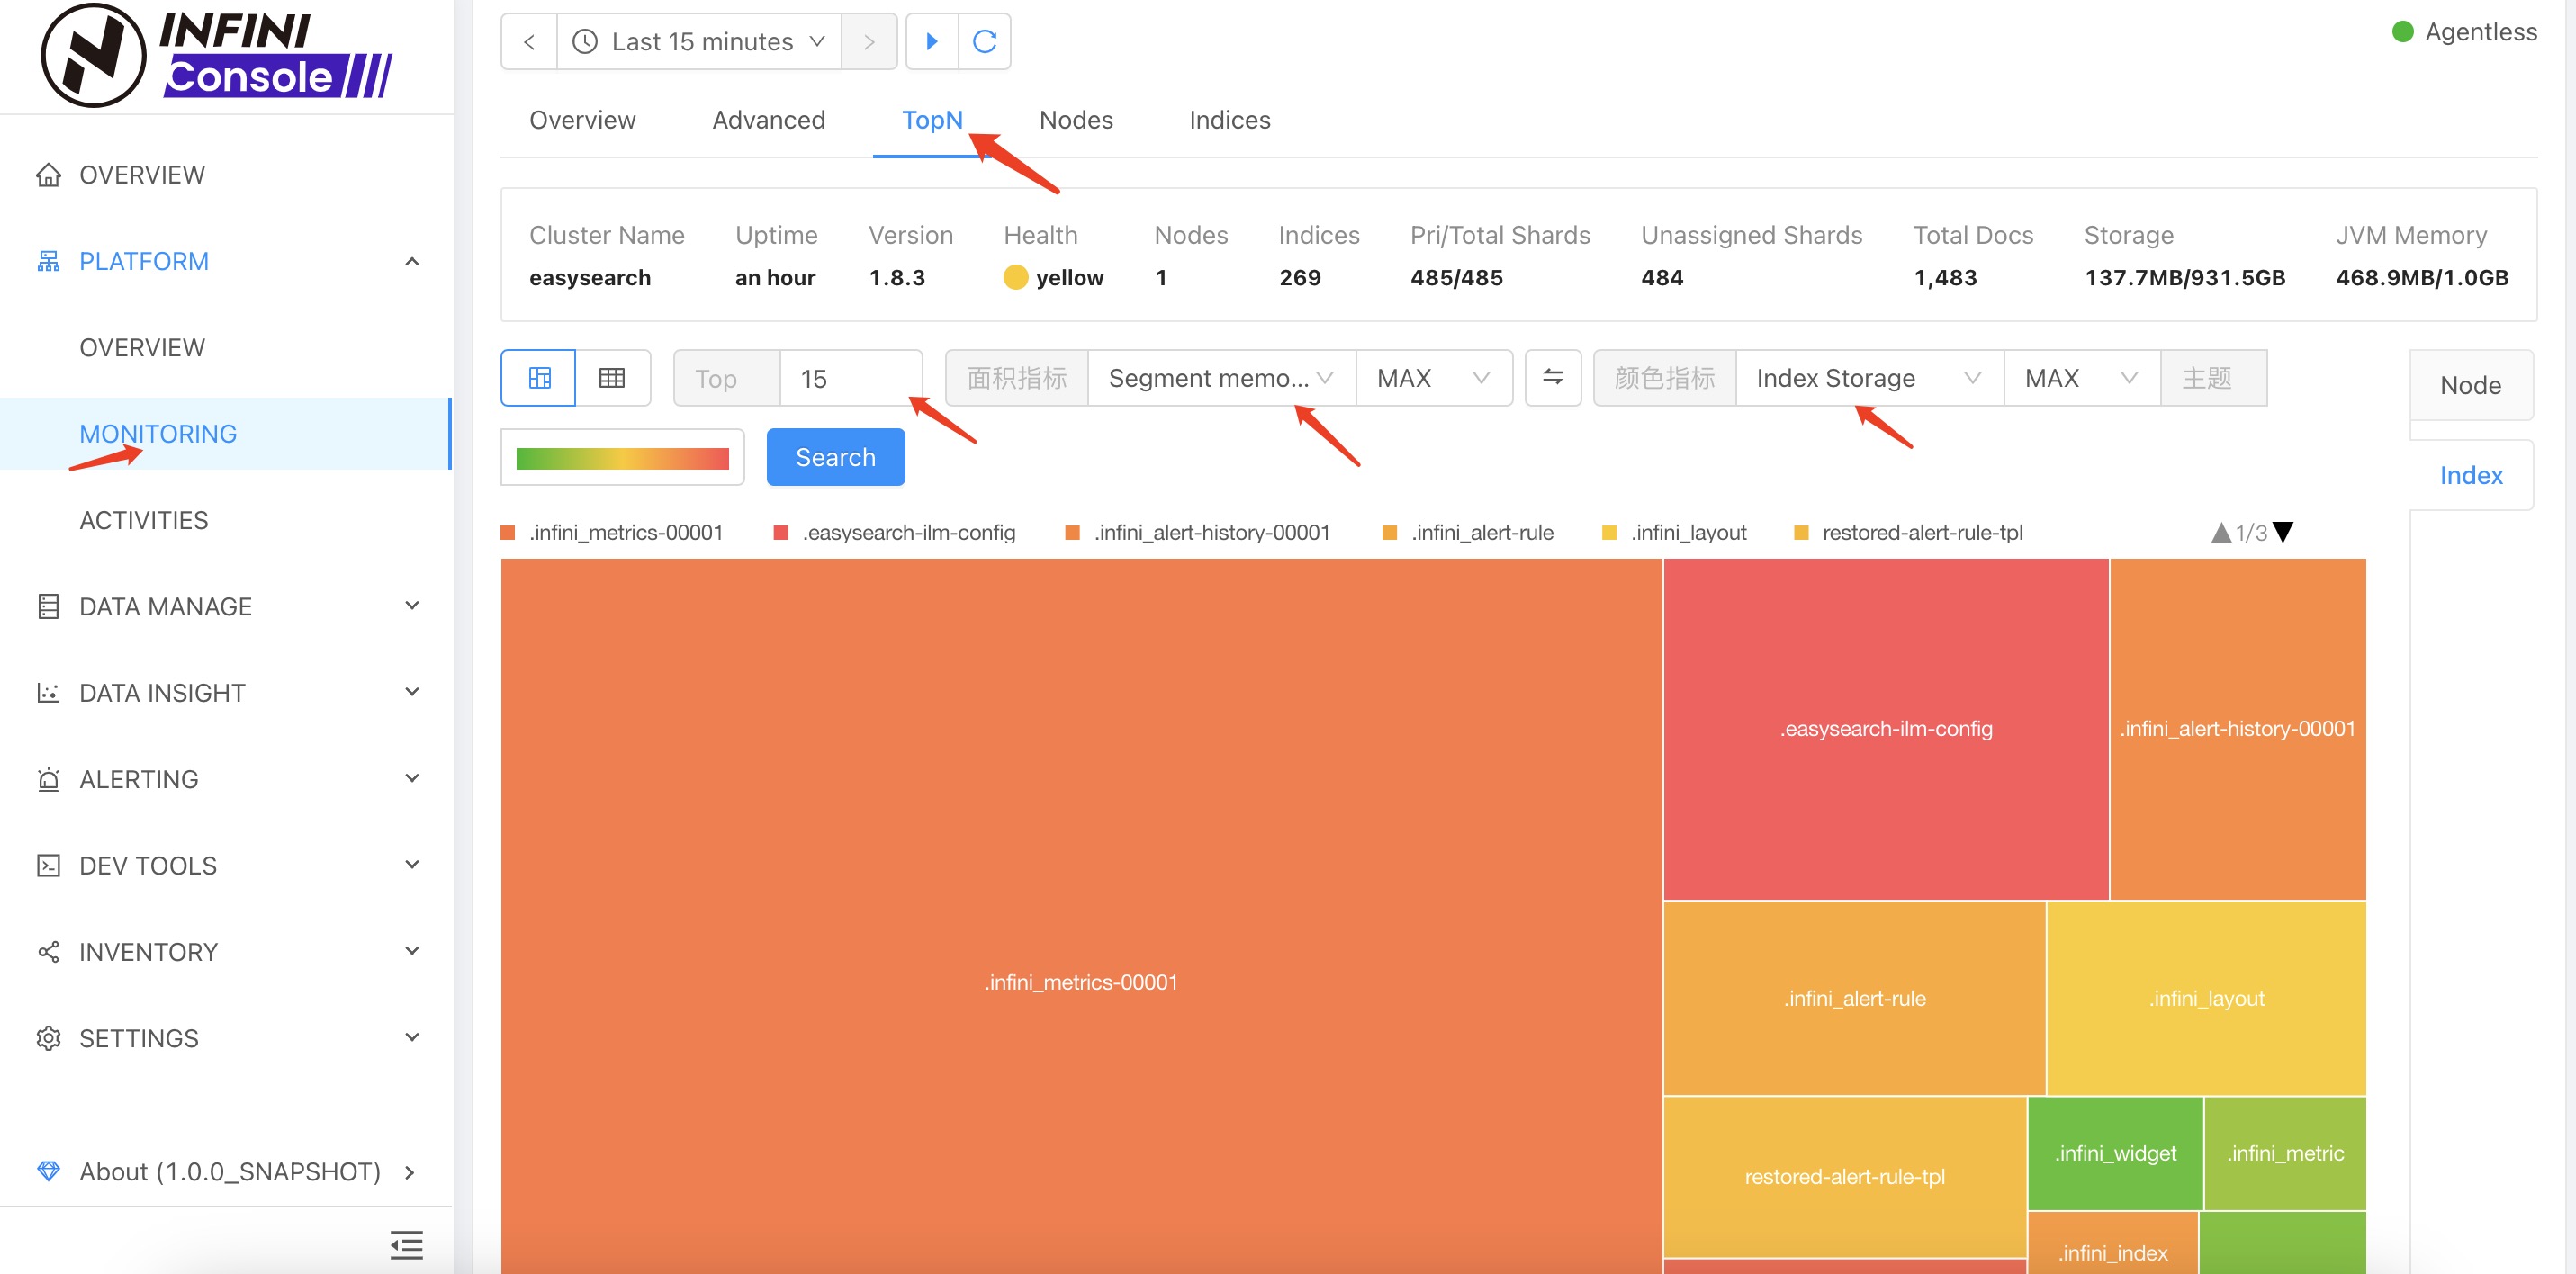 INFINI
Console
Last 15 minutes
Agentless
Overview Advanced TopN Nodes Indices
OVERVIEW
PLATFORM
OVERVIEW
MONITORING
ACTIVITIES
DATA MANAGE
DATA INSIGHT
ALERTING
DEV TOOLS
INVENTORY
SETTINGS
About (1.0.0_SNAPSHOT)
Cluster Name Uptime Version Health Nodes Indices Pri/Total Shards Unassigned Shards Total Docs Storage JVM Memory
easysearch an hour 1.8.3 yellow 1 269 485/485 484 1,483 137.7MB/931.5GB 468.9MB/1.0GB
Top 15 面积指标 Segment memo... MAX 颜色指标 Index Storage MAX 主题
Node
Search
Index
.infini_metrics-00001 .easysearch-ilm-config .infini_alert-history-00001 .infini_alert-rule .infini_layout restored-alert-rule-tpl 1/3
.easysearch-ilm-config
.infini_alert-history-00001
.infini_metrics-00001
.infini_alert-rule
.infini_layout
restored-alert-rule-tpl
.infini_widget
.infini_metric
.infini_index